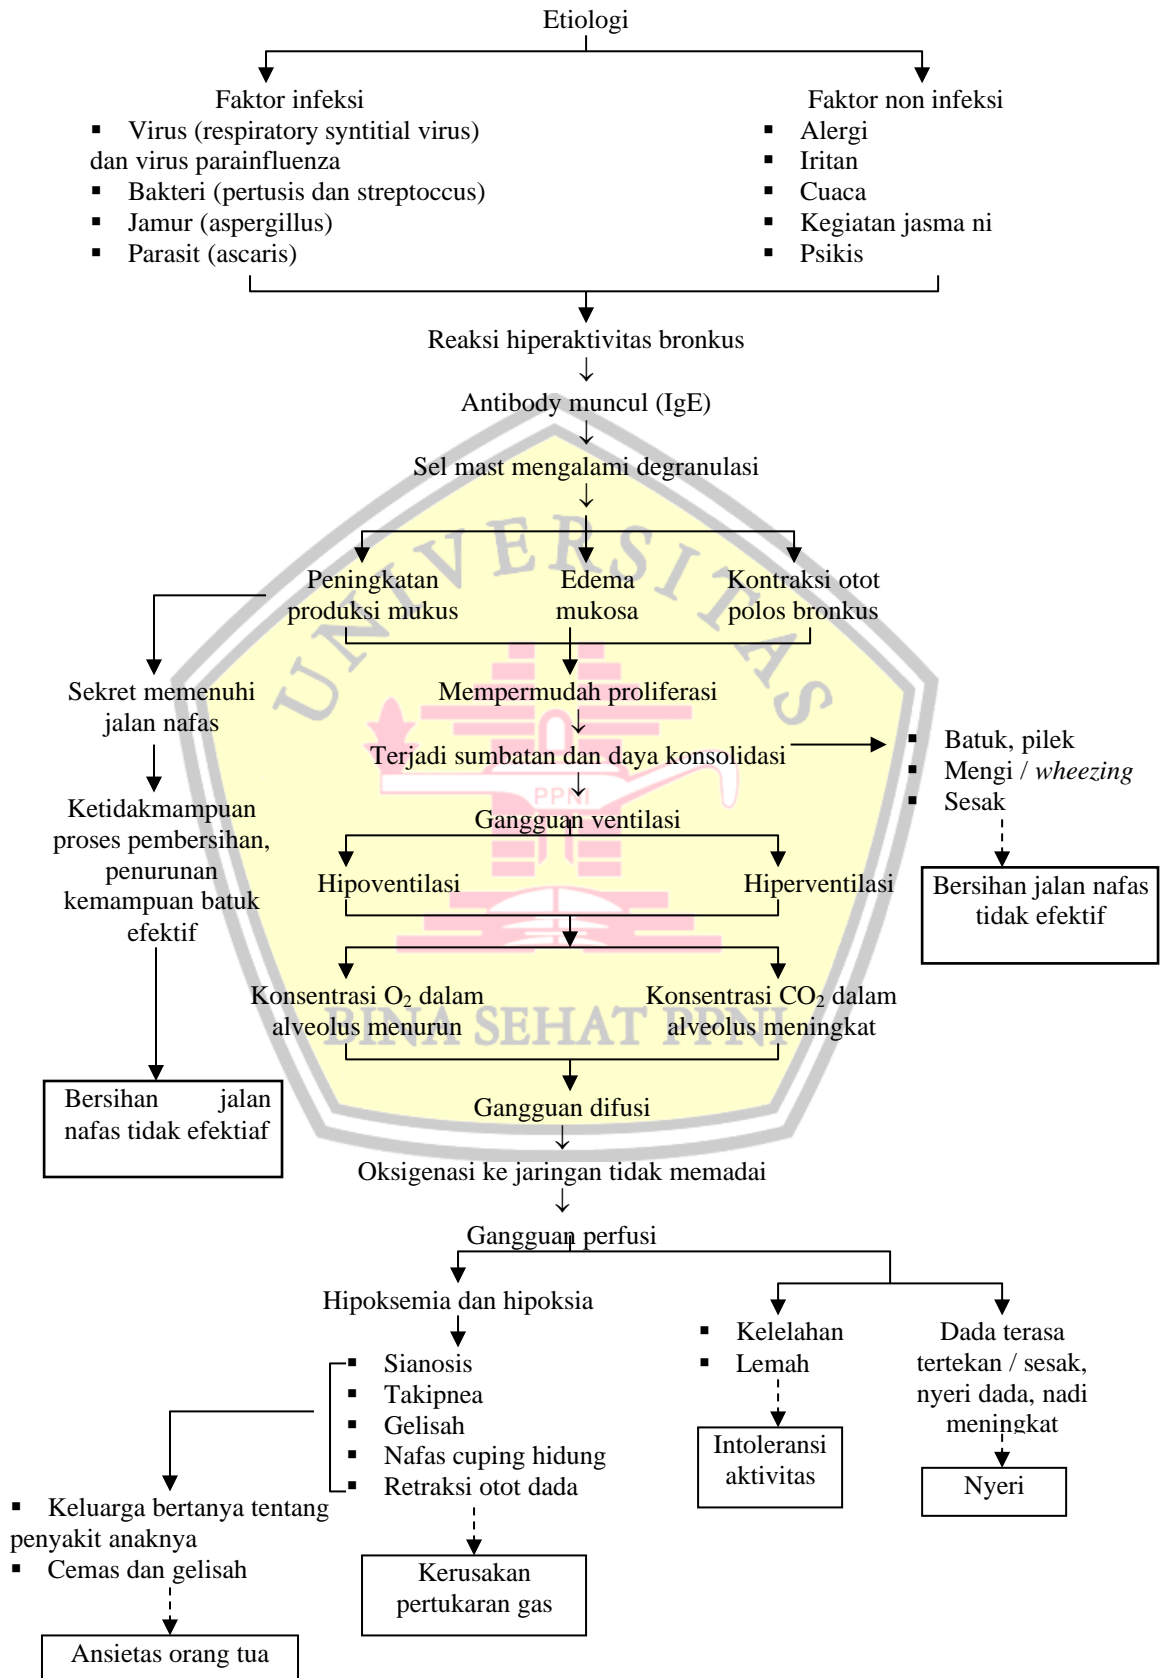 Etiologi
Faktor infeksi
▪ Virus (respiratory syntitial virus)
dan virus parainfluenza
▪ Bakteri (pertusis dan streptoccus)
▪ Jamur (aspergillus)
▪ Parasit (ascaris)
Faktor non infeksi
▪ Alergi
▪ Iritan
▪ Cuaca
▪ Kegiatan jasma ni
▪ Psikis
Reaksi hiperaktivitas bronkus
Antibody muncul (IgE)
Sel mast mengalami degranulasi
UNIVERSITAS
Peningkatan
produksi mukus
Edema
mukosa
Kontraksi otot
polos bronkus
Sekret memenuhi
jalan nafas
Mempermudah proliferasi
Terjadi sumbatan dan daya konsolidasi
▪ Batuk, pilek
▪ Mengi / wheezing
▪ Sesak
PPNI
Ketidakmampuan
proses pembersihan,
penurunan
kemampuan batuk
efektif
Gangguan ventilasi
Hipoventilasi
Hiperventilasi
Bersihan jalan nafas
tidak efektif
Konsentrasi O₂ dalam
alveolus menurun
Konsentrasi CO₂ dalam
alveolus meningkat
BINA SEHAT PPNI
Bersihan jalan
nafas tidak efektiaf
Gangguan difusi
Oksigenasi ke jaringan tidak memadai
Gangguan perfusi
Hipoksemia dan hipoksia
▪ Sianosis
▪ Takipnea
▪ Gelisah
▪ Nafas cuping hidung
▪ Retraksi otot dada
▪ Kelelahan
▪ Lemah
Dada terasa
tertekan / sesak,
nyeri dada, nadi
meningkat
Intoleransi
aktivitas
Nyeri
▪ Keluarga bertanya tentang
penyakit anaknya
▪ Cemas dan gelisah
Kerusakan
pertukaran gas
Ansietas orang tua